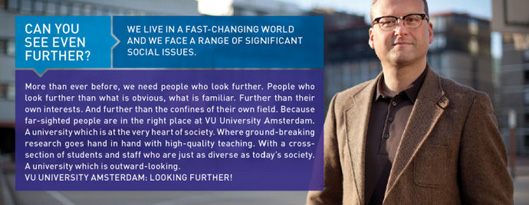 CAN YOU
SEE EVEN
FURTHER?
WE LIVE IN A FAST-CHANGING WORLD
AND WE FACE A RANGE OF SIGNIFICANT
SOCIAL ISSUES.
More than ever before, we need people who look further. People who
look further than what is obvious, what is familiar. Further than their
own interests. And further than the confines of their own field. Because
far-sighted people are in the right place at VU University Amsterdam.
A university which is at the very heart of society. Where ground-breaking
research goes hand in hand with high-quality teaching. With a cross-
section of students and staff who are just as diverse as today's society.
A university which is outward-looking.
VU UNIVERSITY AMSTERDAM: LOOKING FURTHER!